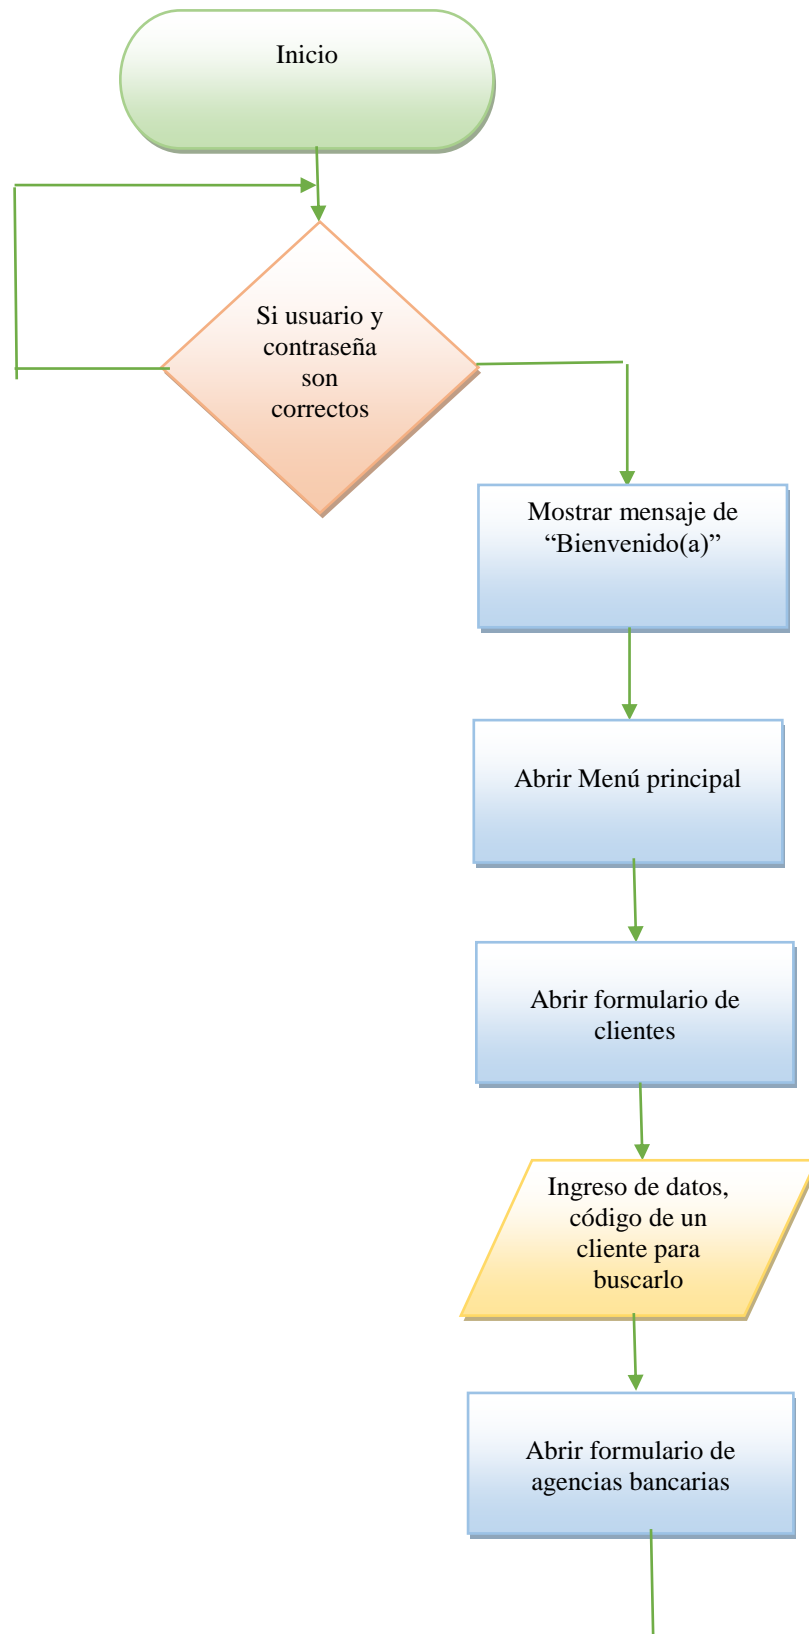 Inicio
Si usuario y
contraseña
son
correctos
Mostrar mensaje de
“Bienvenido(a)”
Abrir Menú principal
Abrir formulario de
clientes
Ingreso de datos,
código de un
cliente para
buscarlo
Abrir formulario de
agencias bancarias